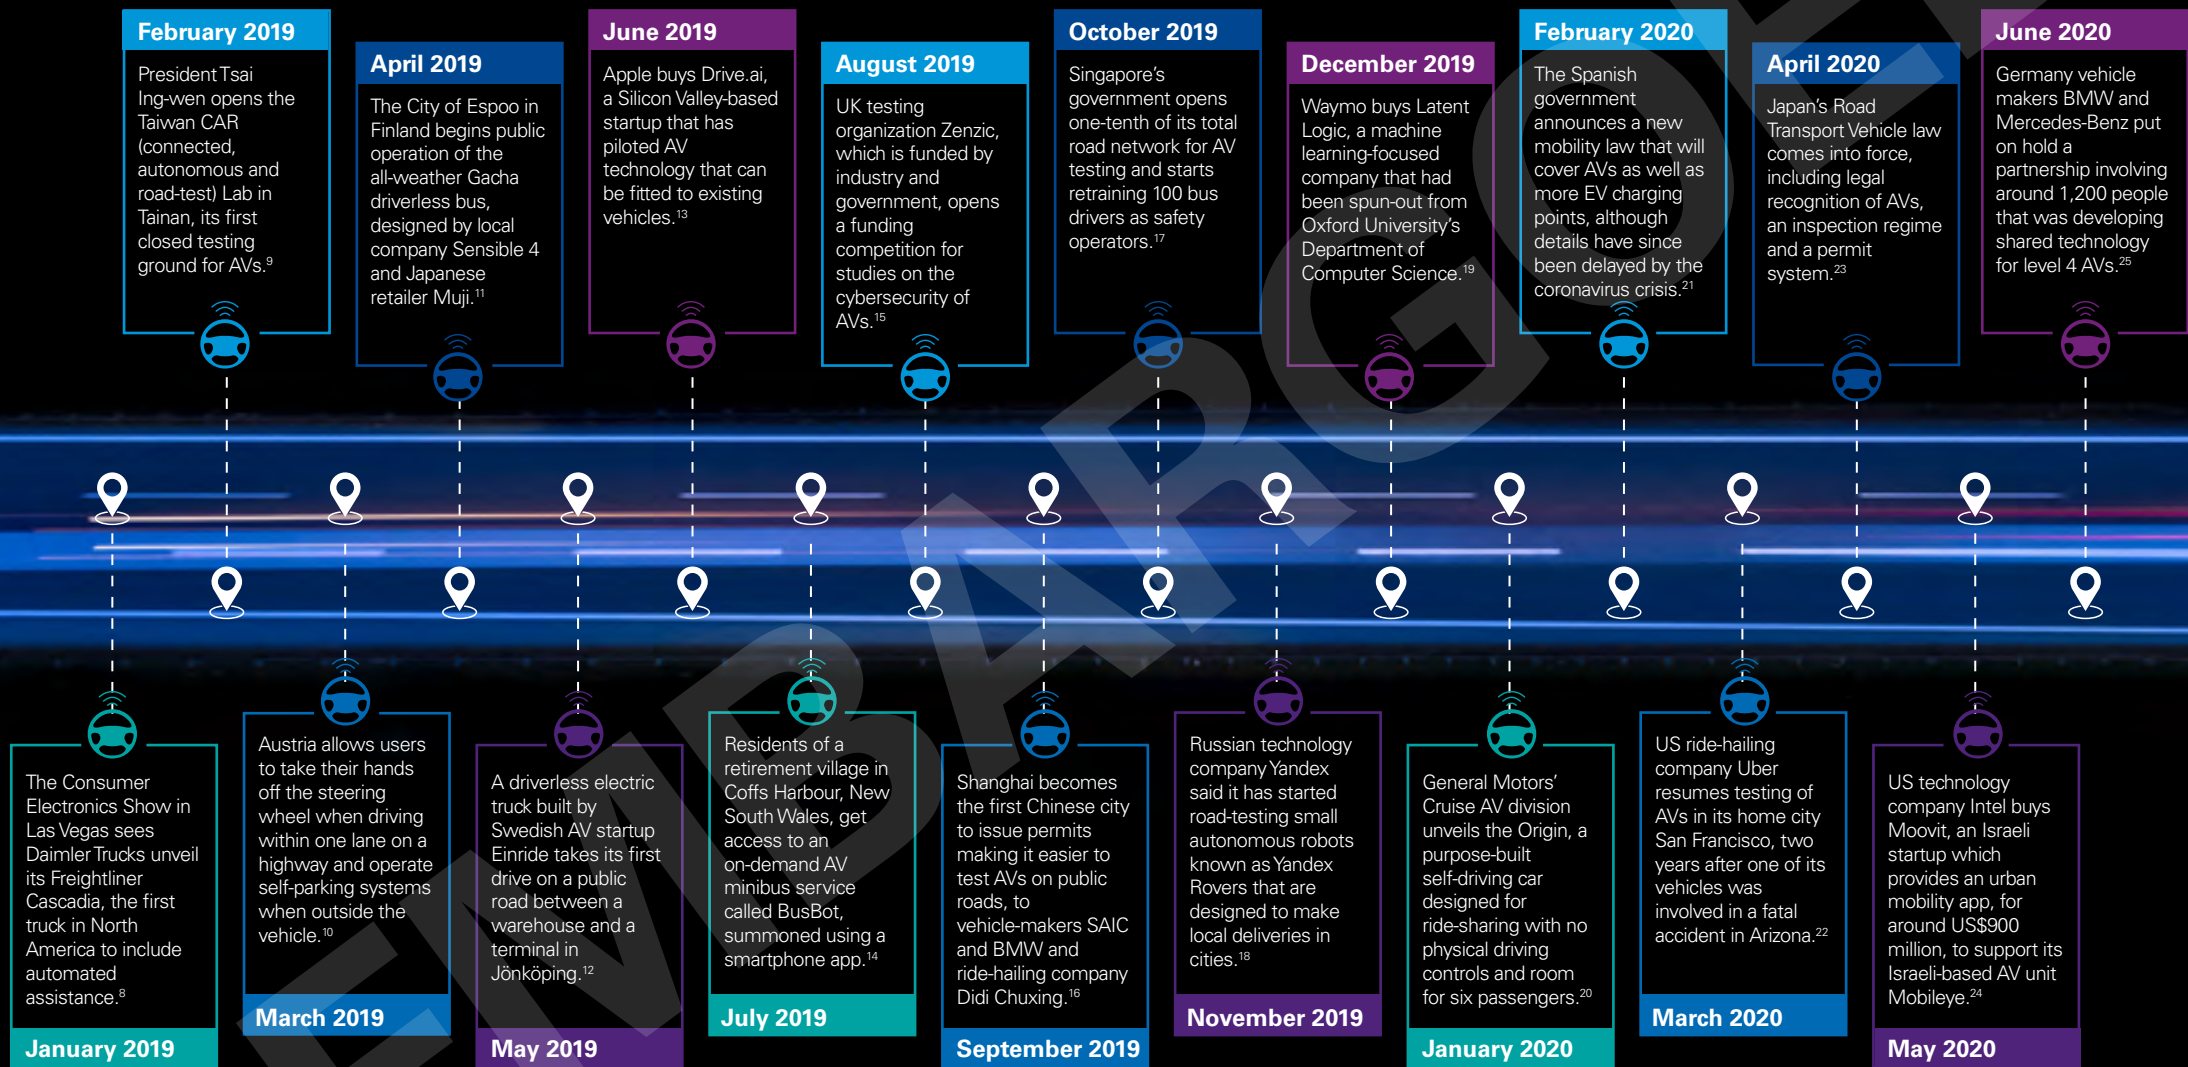 February 2019
President Tsai
Ing-wen opens the
Taiwan CAR
(connected,
autonomous and
road-test) Lab in
Tainan, its first
closed testing
ground for AVs.9
April 2019
The City of Espoo in
Finland begins public
operation of the
all-weather Gacha
driverless bus,
designed by local
company Sensible 4
and Japanese
retailer Muji.11
June 2019
Apple buys Drive.ai,
a Silicon Valley-based
startup that has
piloted AV
technology that can
be fitted to existing
vehicles.13
August 2019
UK testing
organization Zenzic,
which is funded by
industry and
government, opens
a funding
competition for
studies on the
cybersecurity of
AVs.15
October 2019
Singapore's
government opens
one-tenth of its total
road network for AV
testing and starts
retraining 100 bus
drivers as safety
operators.17
December 2019
Waymo buys Latent
Logic, a machine
learning-focused
company that had
been spun-out from
Oxford University's
Department of
Computer Science.19
February 2020
The Spanish
government
announces a new
mobility law that will
cover AVs as well as
more EV charging
points, although
details have since
been delayed by the
coronavirus crisis.21
April 2020
Japan's Road
Transport Vehicle law
comes into force,
including legal
recognition of AVs,
an inspection regime
and a permit
system.23
June 2020
Germany vehicle
makers BMW and
Mercedes-Benz put
on hold a
partnership involving
around 1,200 people
that was developing
shared technology
for level 4 AVs.25
The Consumer
Electronics Show in
Las Vegas sees
Daimler Trucks unveil
its Freightliner
Cascadia, the first
truck in North
America to include
automated
assistance.8
January 2019
Austria allows users
to take their hands
off the steering
wheel when driving
within one lane on a
highway and operate
self-parking systems
when outside the
vehicle.10
March 2019
A driverless electric
truck built by
Swedish AV startup
Einride takes its first
drive on a public
road between a
warehouse and a
terminal in
Jönköping.12
May 2019
Residents of a
retirement village in
Coffs Harbour, New
South Wales, get
access to an
on-demand AV
minibus service
called BusBot,
summoned using a
smartphone app.14
July 2019
Shanghai becomes
the first Chinese city
to issue permits
making it easier to
test AVs on public
roads, to
vehicle-makers SAIC
and BMW and
ride-hailing company
Didi Chuxing.16
September 2019
Russian technology
company Yandex
said it has started
road-testing small
autonomous robots
known as Yandex
Rovers that are
designed to make
local deliveries in
cities.18
November 2019
General Motors'
Cruise AV division
unveils the Origin, a
purpose-built
self-driving car
designed for
ride-sharing with no
physical driving
controls and room
for six passengers.20
January 2020
US ride-hailing
company Uber
resumes testing of
AVs in its home city
San Francisco, two
years after one of its
vehicles was
involved in a fatal
accident in Arizona.22
March 2020
US technology
company Intel buys
Moovit, an Israeli
startup which
provides an urban
mobility app, for
around US$900
million, to support its
Israeli-based AV unit
Mobileye.24
May 2020